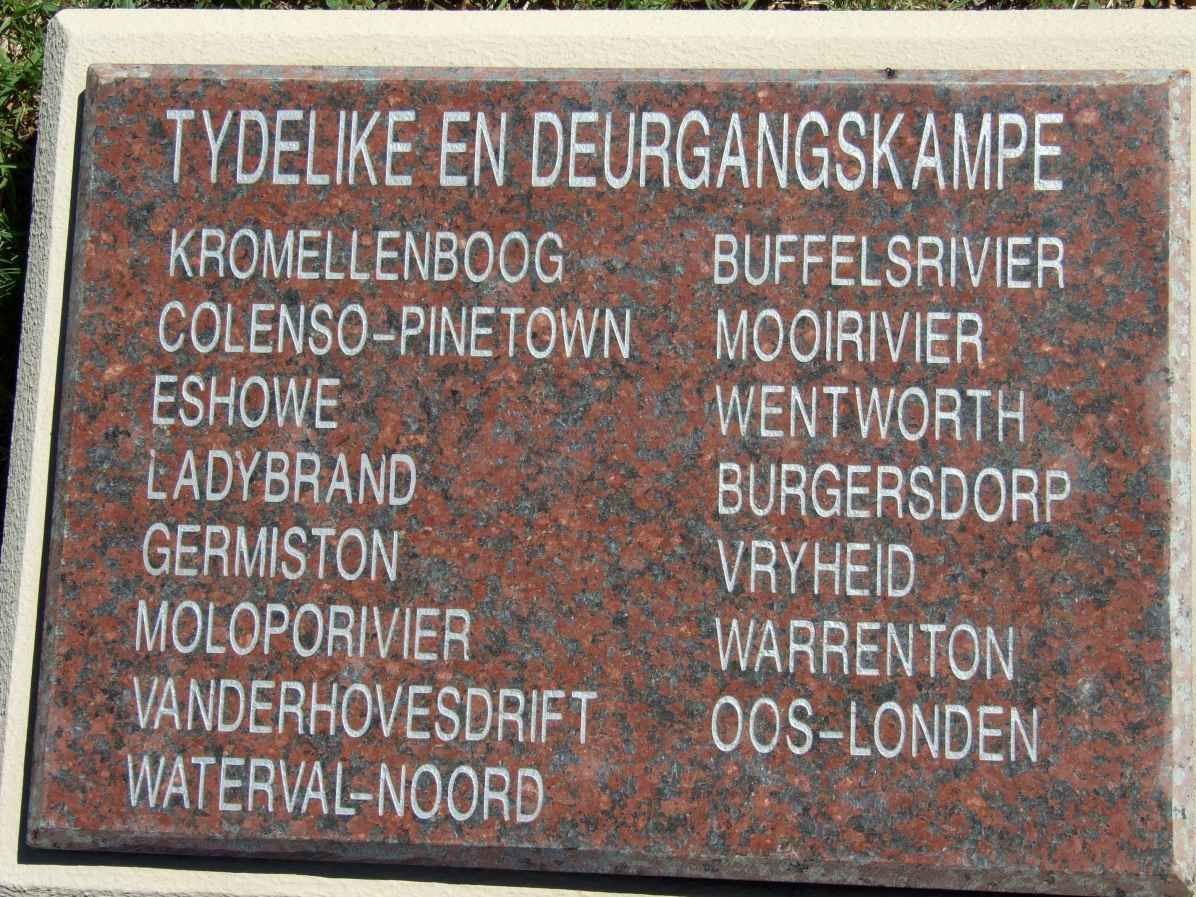 TYDELIKE EN DEURGANGSKAMPE
KROMELLENBOOG
COLENSO-PINETOWN
ESHOWE
LADYBRAND
GERMISTON
MOLOPORIVIER
VANDERHOVESDRIFT
WATERVAL-NOORD
BUFFELSRIVIER
MOOIRIVIER
WENTWORTH
BURGERSDORP
VRYHEID
WARRENTON
OOS-LONDEN